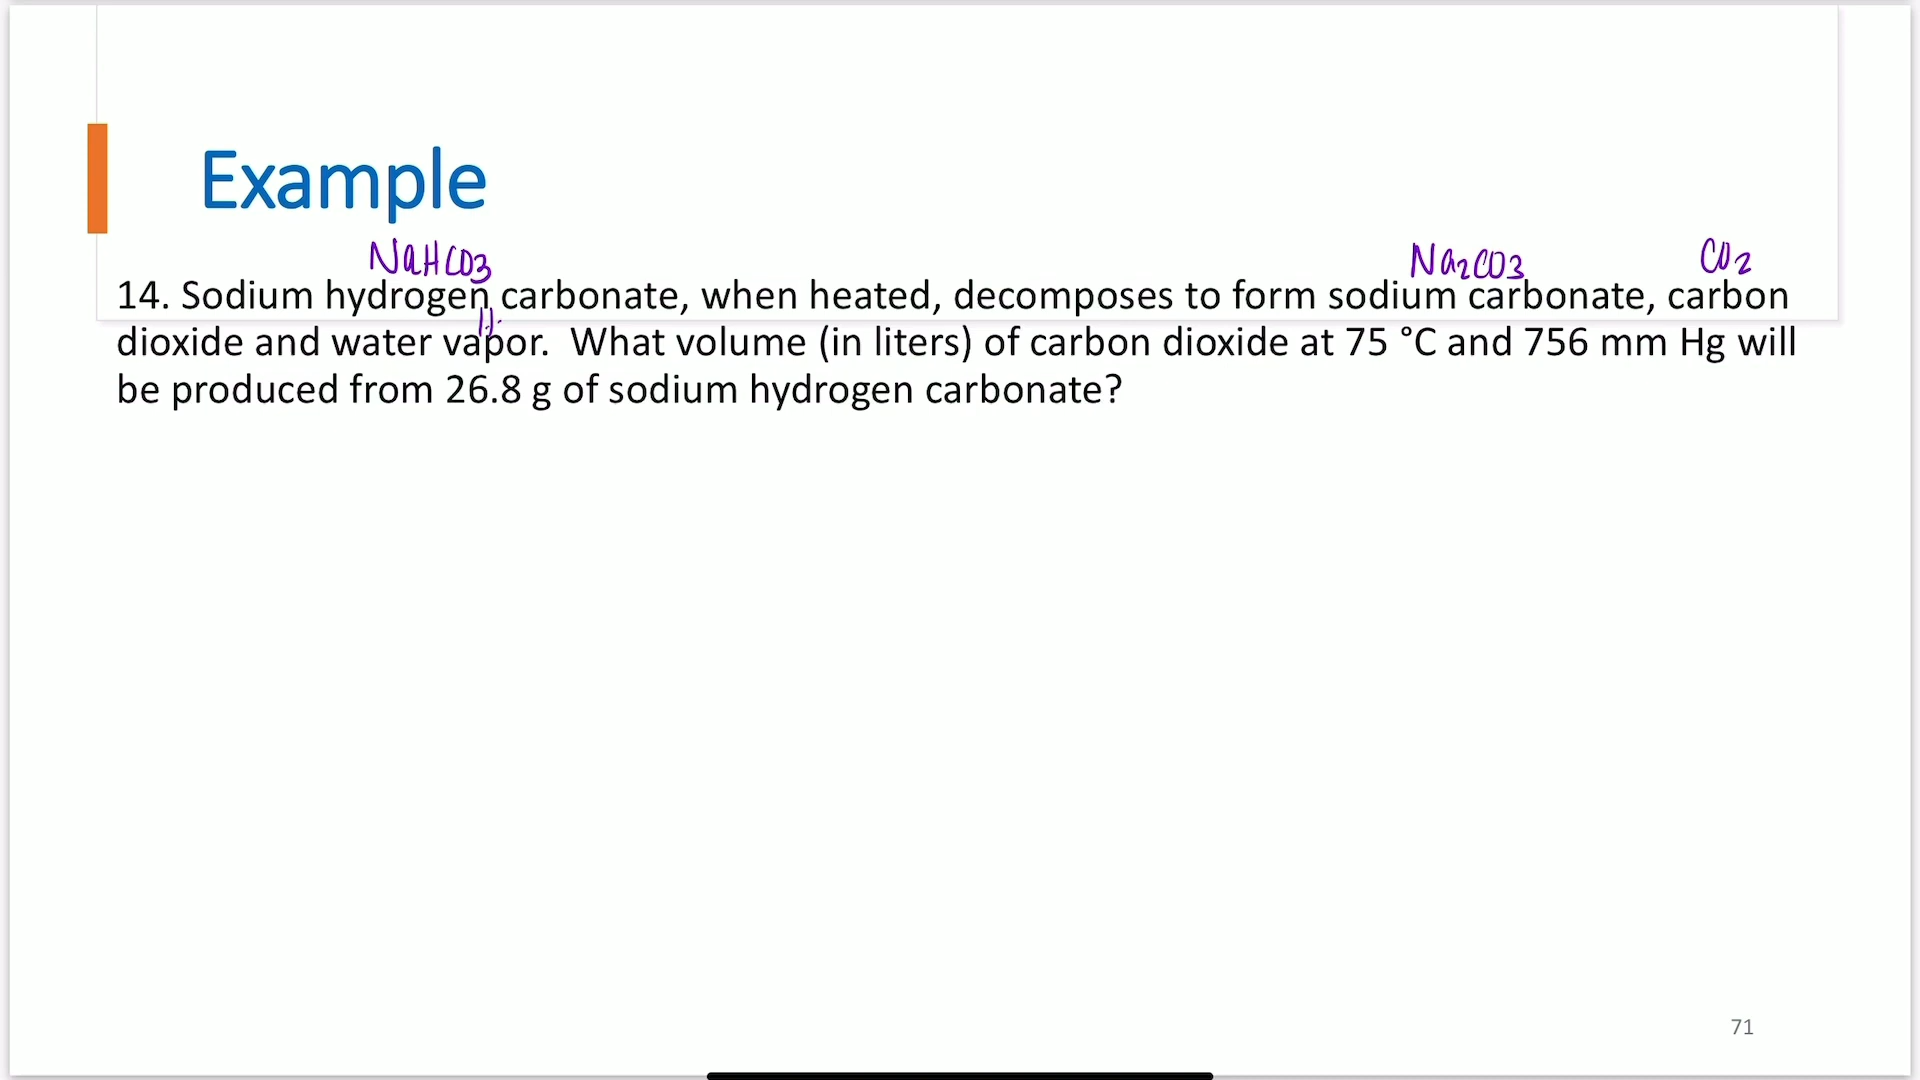 Example
NaHCO3 Na2CO3 CO2
14. Sodium hydrogen carbonate, when heated, decomposes to form sodium carbonate, carbon
dioxide and water vapor. What volume (in liters) of carbon dioxide at 75 °C and 756 mm Hg will
be produced from 26.8 g of sodium hydrogen carbonate?
71